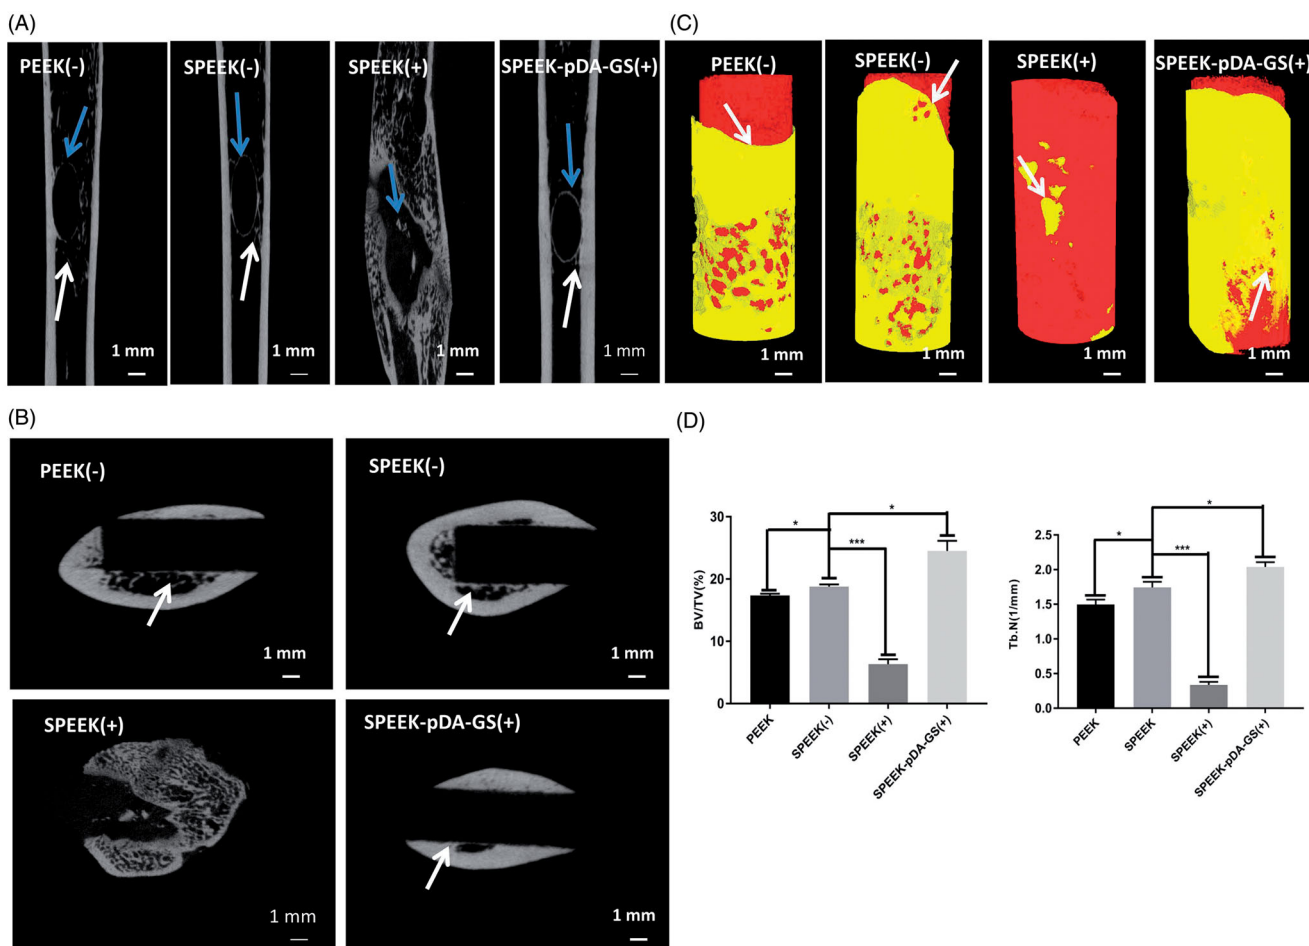 (A)
PEEK(-)
SPEEK(-)
SPEEK(+)
SPEEK-pDA-GS(+)
1 mm
1 mm
1 mm
1 mm
(C)
PEEK(-)
SPEEK(-)
SPEEK(+)
SPEEK-pDA-GS(+)
1 mm
1 mm
1 mm
1 mm
(B)
PEEK(-)
1 mm
SPEEK(-)
1 mm
SPEEK(+)
1 mm
SPEEK-pDA-GS(+)
1 mm
(D)
BV/TV(%)
30
20
10
0
*
*
***
PEEK
SPEEK(-)
SPEEK(+)
SPEEK-pDA-GS(+)
Tb.N(1/mm)
2.5
2.0
1.5
1.0
0.5
0.0
*
*
***
PEEK
SPEEK
SPEEK(+)
SPEEK-pDA-GS(+)